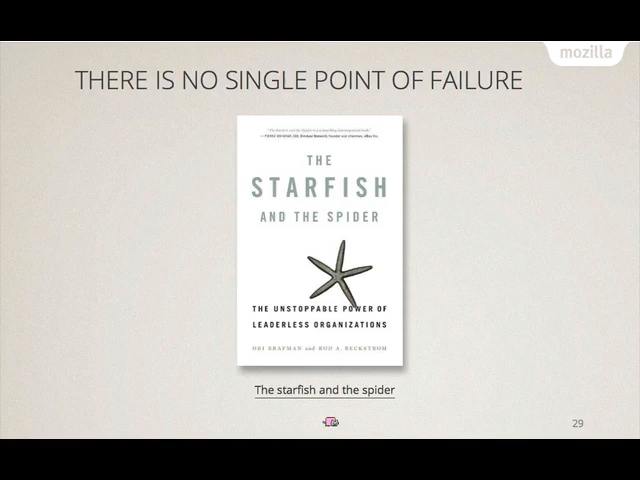 mozilla
THERE IS NO SINGLE POINT OF FAILURE
THE
STARFISH
AND THE SPIDER
THE UNSTOPPABLE POWER OF
LEADERLESS ORGANIZATIONS
ORI BRAFMAN and ROD A. BECKSTROM
The starfish and the spider
29